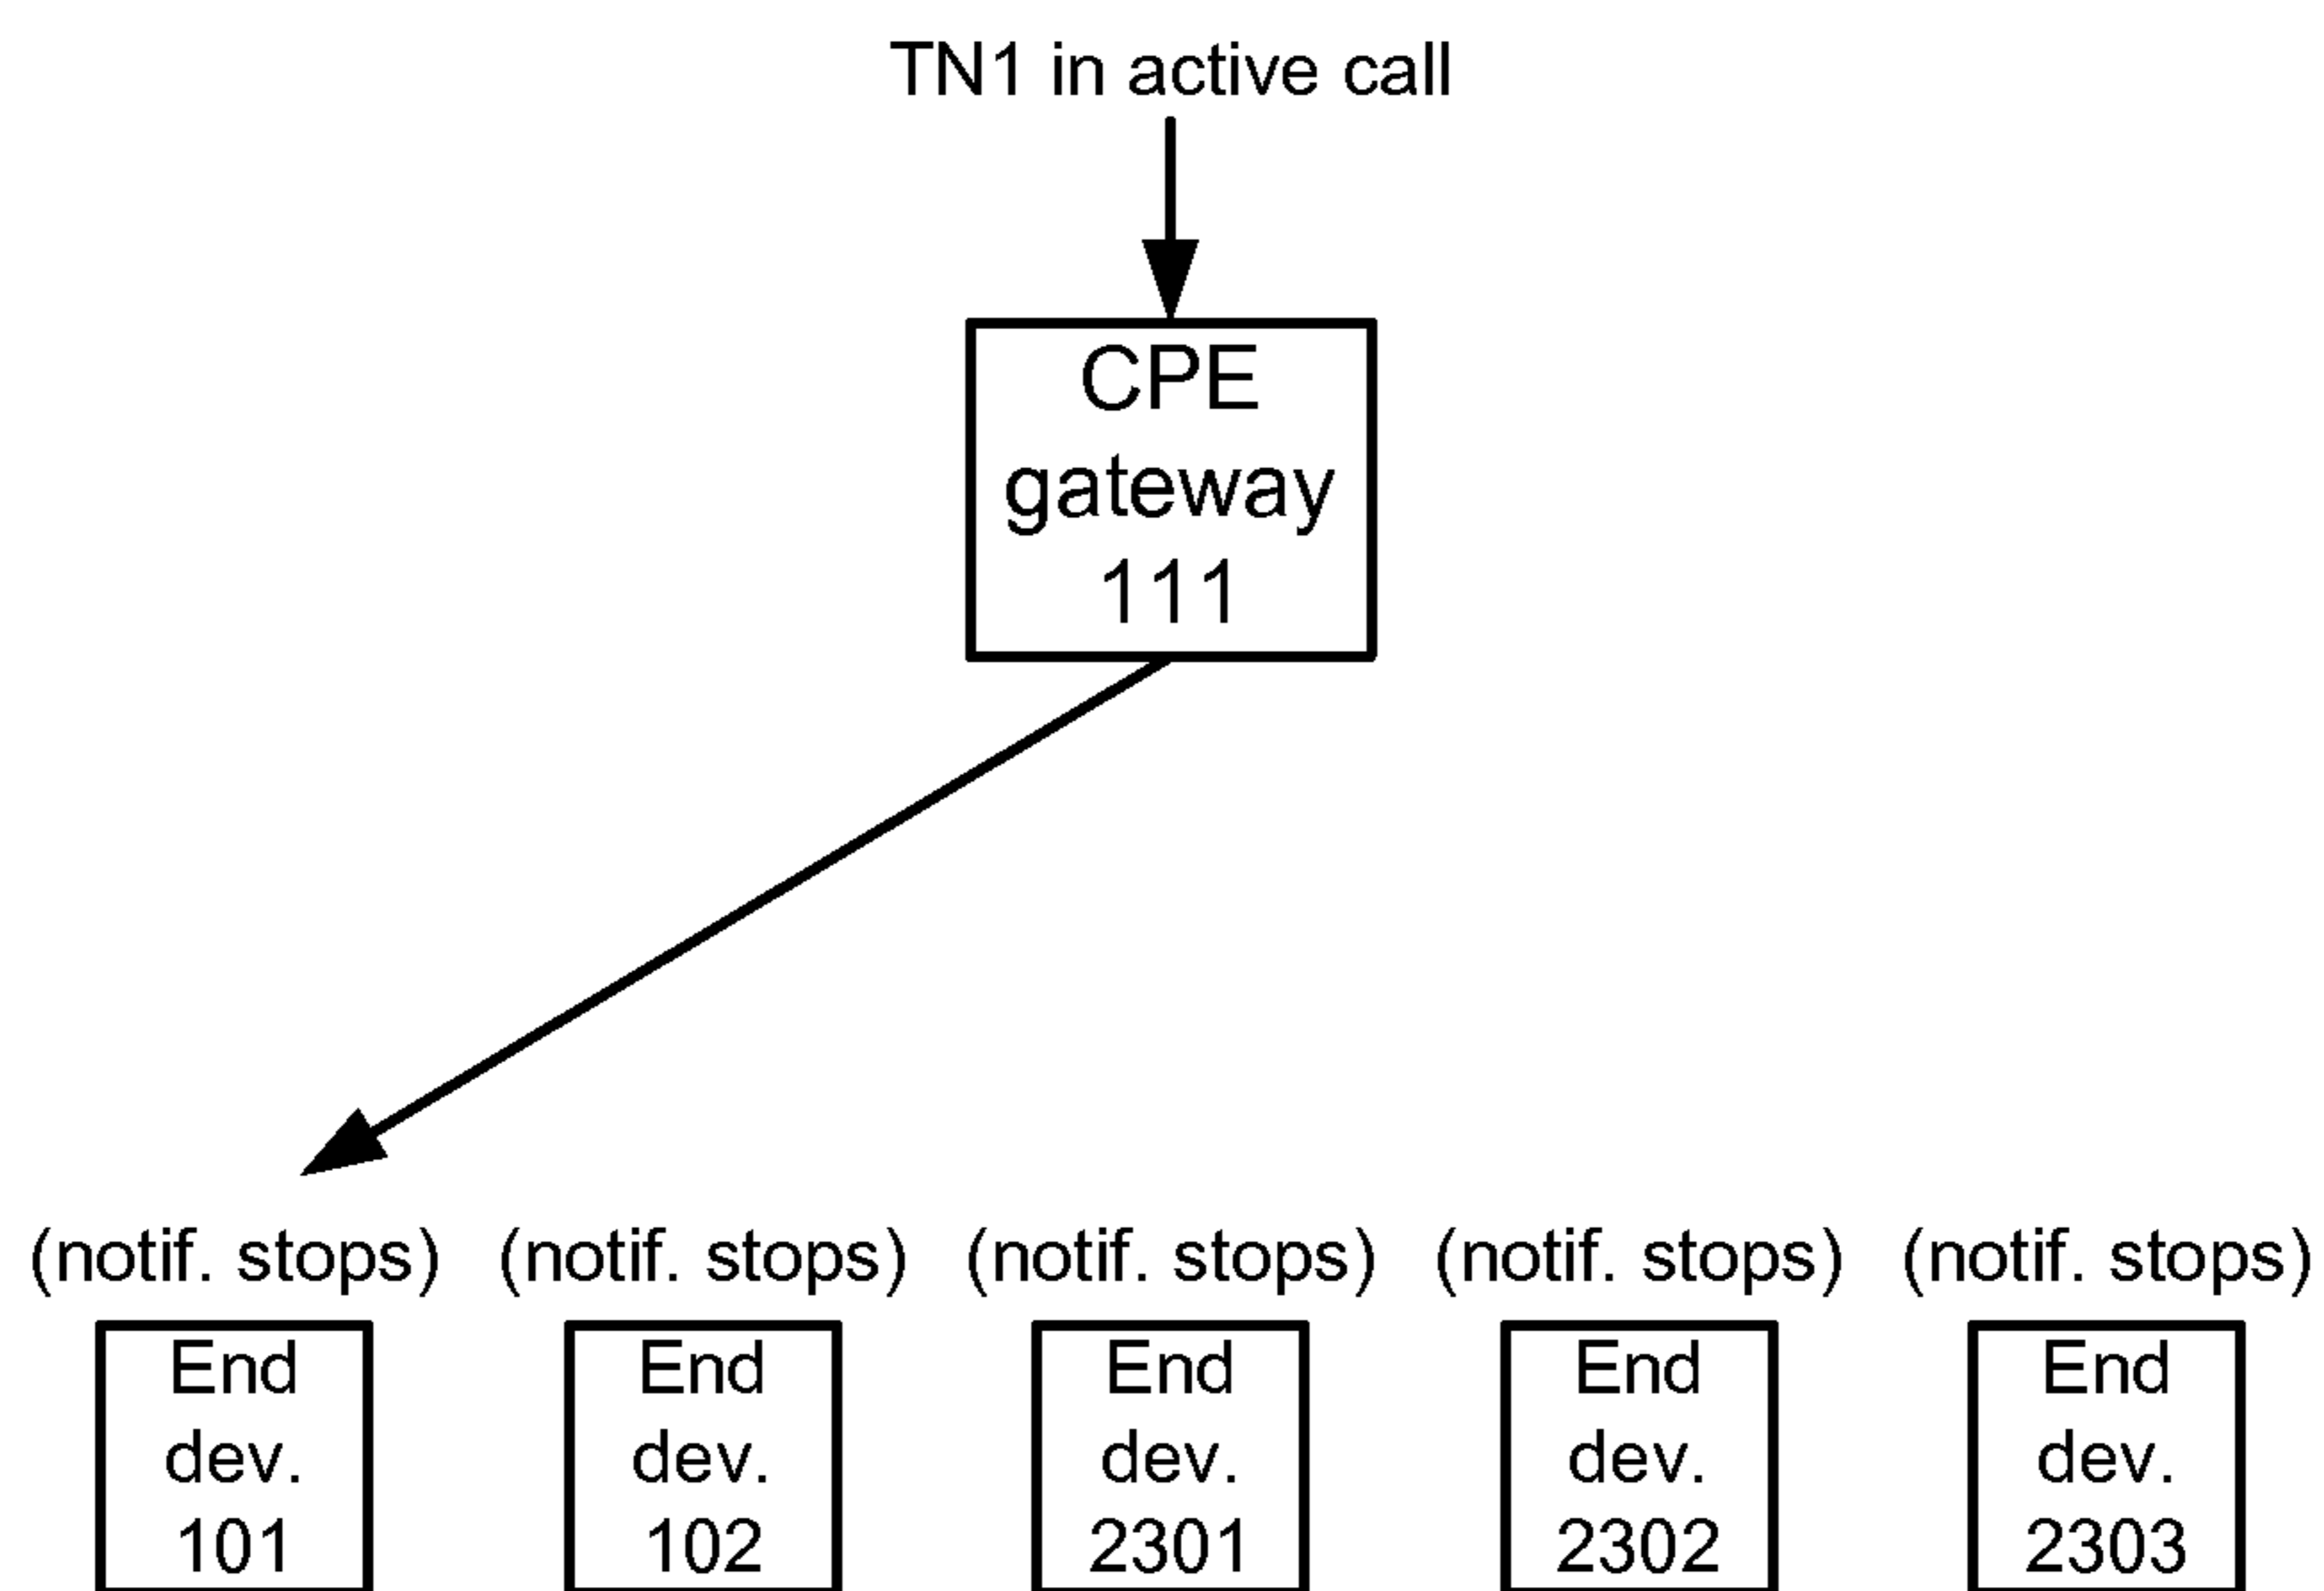 TN1 in active call
CPE
gateway
111
(notif. stops) (notif. stops) (notif. stops) (notif. stops) (notif. stops)
End End End End End
dev. dev. dev. dev. dev.
101 102 2301 2302 2303